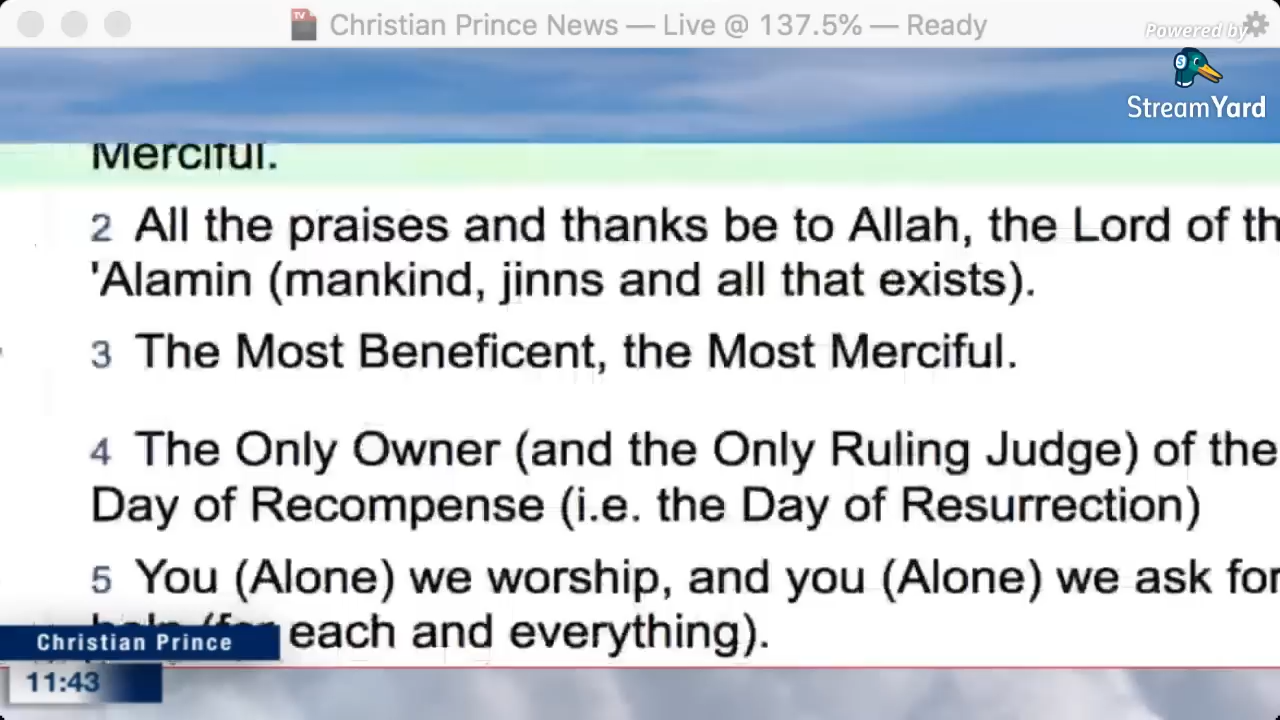 Christian Prince News — Live @ 137.5% — Ready
Powered by
StreamYard
Merciful.
2 All the praises and thanks be to Allah, the Lord of th
'Alamin (mankind, jinns and all that exists).
3 The Most Beneficent, the Most Merciful.
4 The Only Owner (and the Only Ruling Judge) of the
Day of Recompense (i.e. the Day of Resurrection)
5 You (Alone) we worship, and you (Alone) we ask for
help (for each and everything).
Christian Prince
11:43